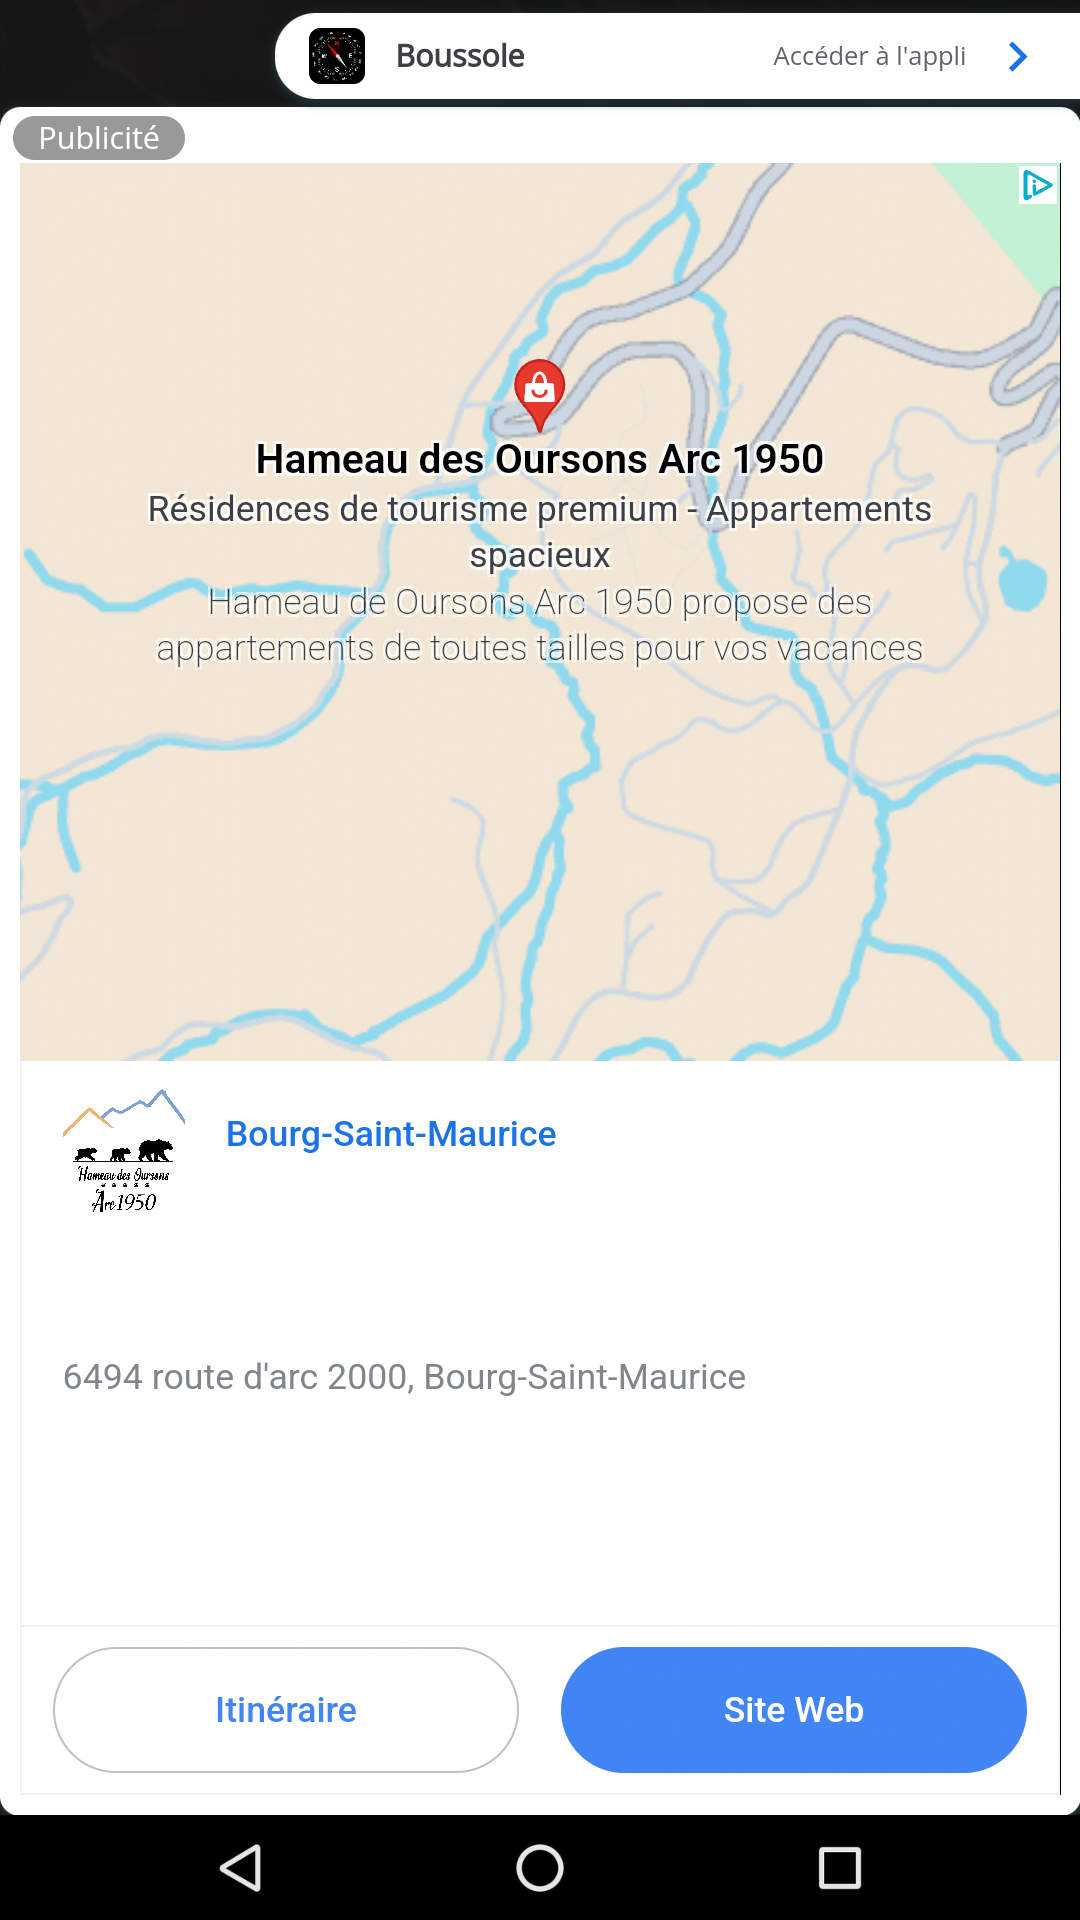 Boussole
Accéder à l'appli
Publicité
Hameau des Oursons Arc 1950
Résidences de tourisme premium - Appartements
spacieux
Hameau de Oursons Arc 1950 propose des
appartements de toutes tailles pour vos vacances
Hameau des Oursons
Arc 1950
Bourg-Saint-Maurice
6494 route d'arc 2000, Bourg-Saint-Maurice
Itinéraire
Site Web